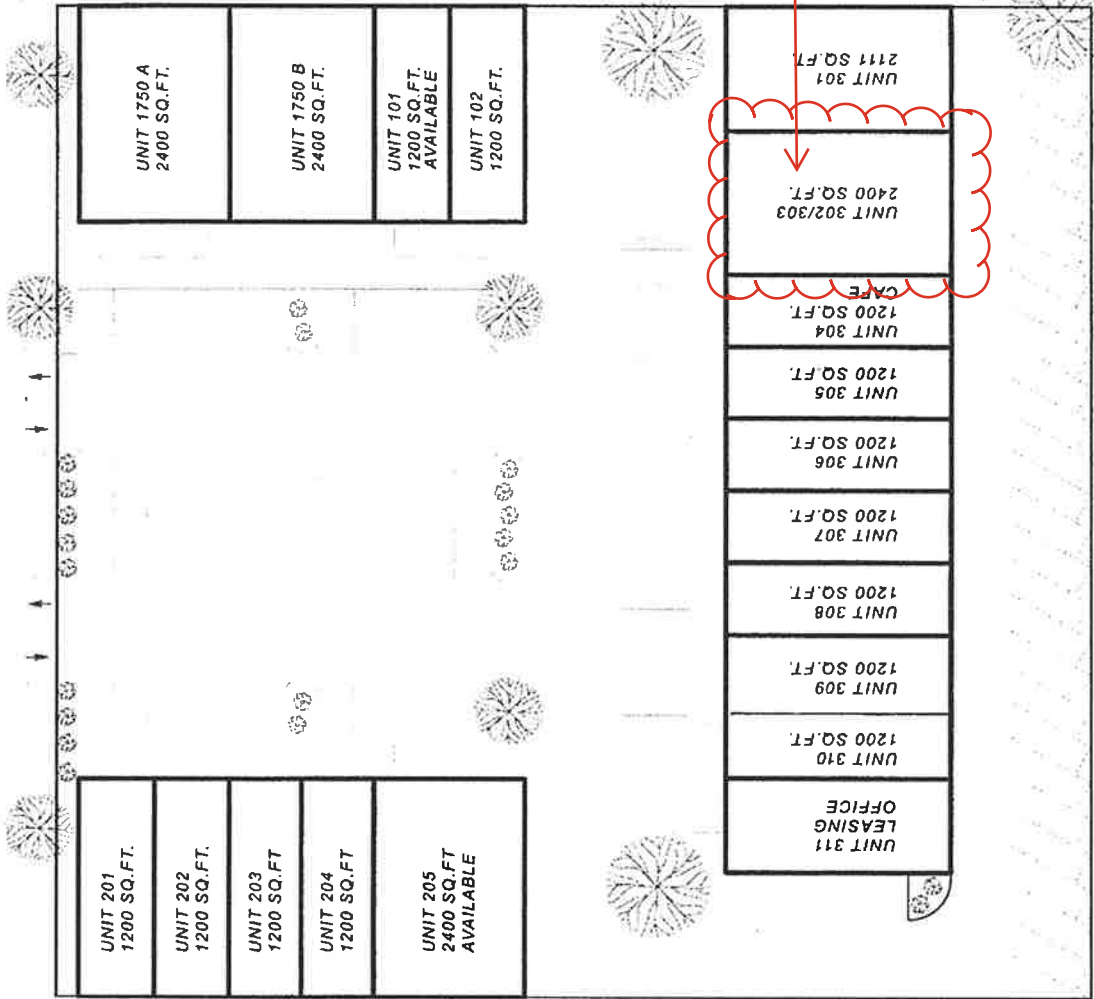 UNIT 1750 A
2400 SQ.FT.
UNIT 1750 B
2400 SQ.FT.
UNIT 101
1200 SQ.FT.
AVAILABLE
UNIT 102
1200 SQ.FT.
UNIT 301
2111 SQ.FT.
UNIT 302/303
2400 SQ.FT.
UNIT 304
1200 SQ.FT.
CAFE
UNIT 305
1200 SQ.FT.
UNIT 306
1200 SQ.FT.
UNIT 307
1200 SQ.FT.
UNIT 308
1200 SQ.FT.
UNIT 309
1200 SQ.FT.
UNIT 310
1200 SQ.FT.
UNIT 311
LEASING
OFFICE
UNIT 201
1200 SQ.FT.
UNIT 202
1200 SQ.FT.
UNIT 203
1200 SQ.FT
UNIT 204
1200 SQ.FT
UNIT 205
2400 SQ.FT
AVAILABLE